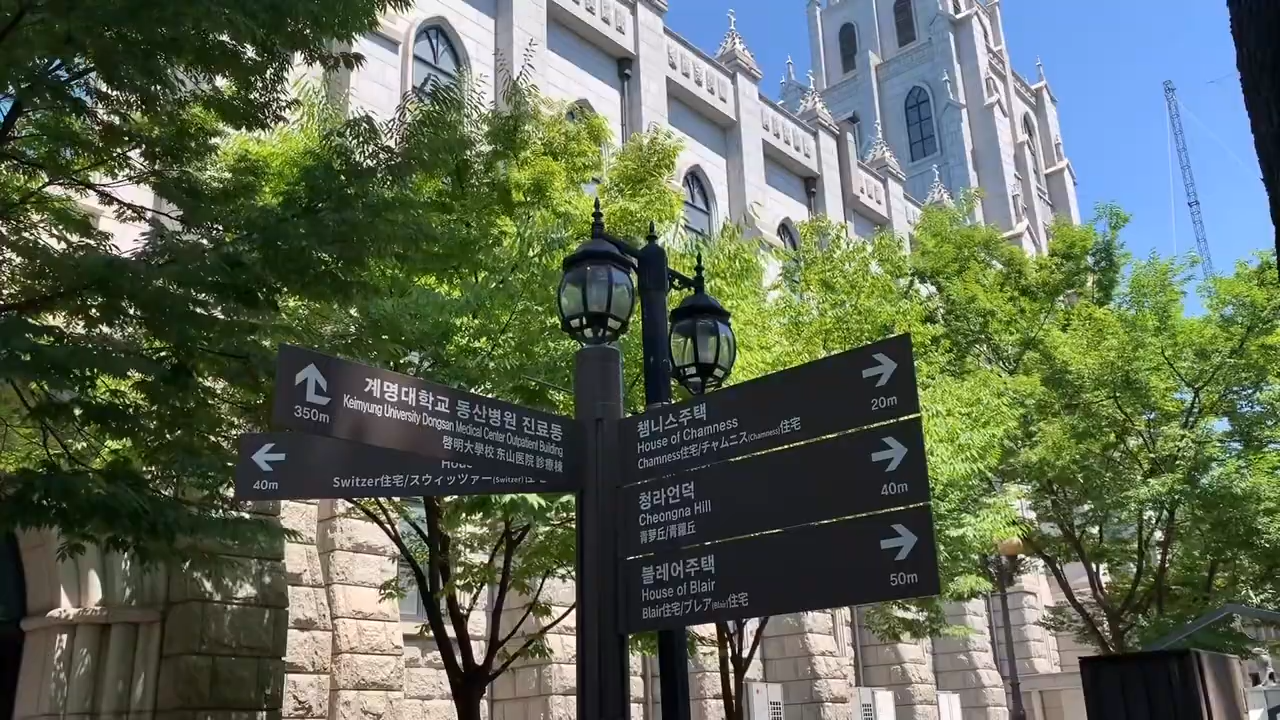 350m
계명대학교 동산병원 진료동
Keimyung University Dongsan Medical Center Outpatient Building
啓明大學校 东山医院 診療棟
40m
Switzer住宅/スウィッツァー(Switzer)住宅
챔니스주택
House of Chamness
Chamness住宅/チャムニス(Chamness)住宅
20m
청라언덕
Cheongna Hill
青萝丘/靑蘿丘
40m
블레어주택
House of Blair
Blair住宅/ブレア(Blair)住宅
50m